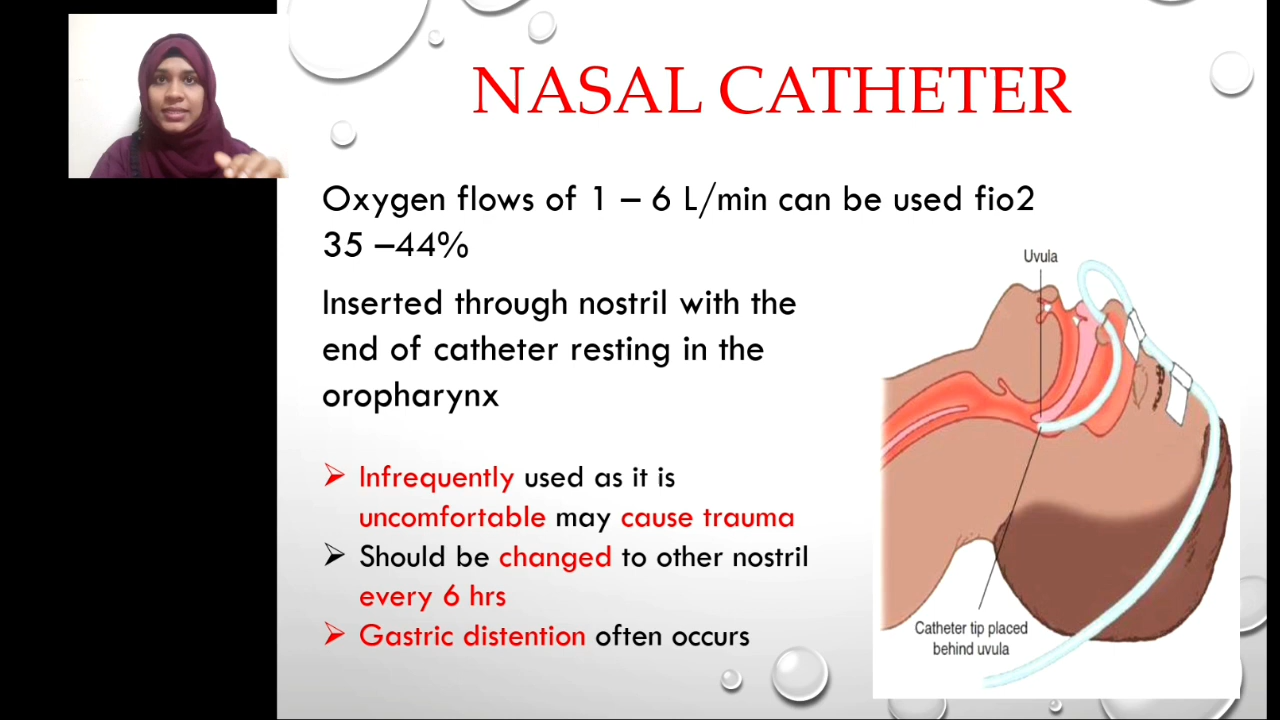 NASAL CATHETER
Oxygen flows of 1 – 6 L/min can be used fio2
35 –44%
Inserted through nostril with the
end of catheter resting in the
oropharynx
Infrequently used as it is
uncomfortable may cause trauma
Should be changed to other nostril
every 6 hrs
Gastric distention often occurs
Uvula
Catheter tip placed
behind uvula